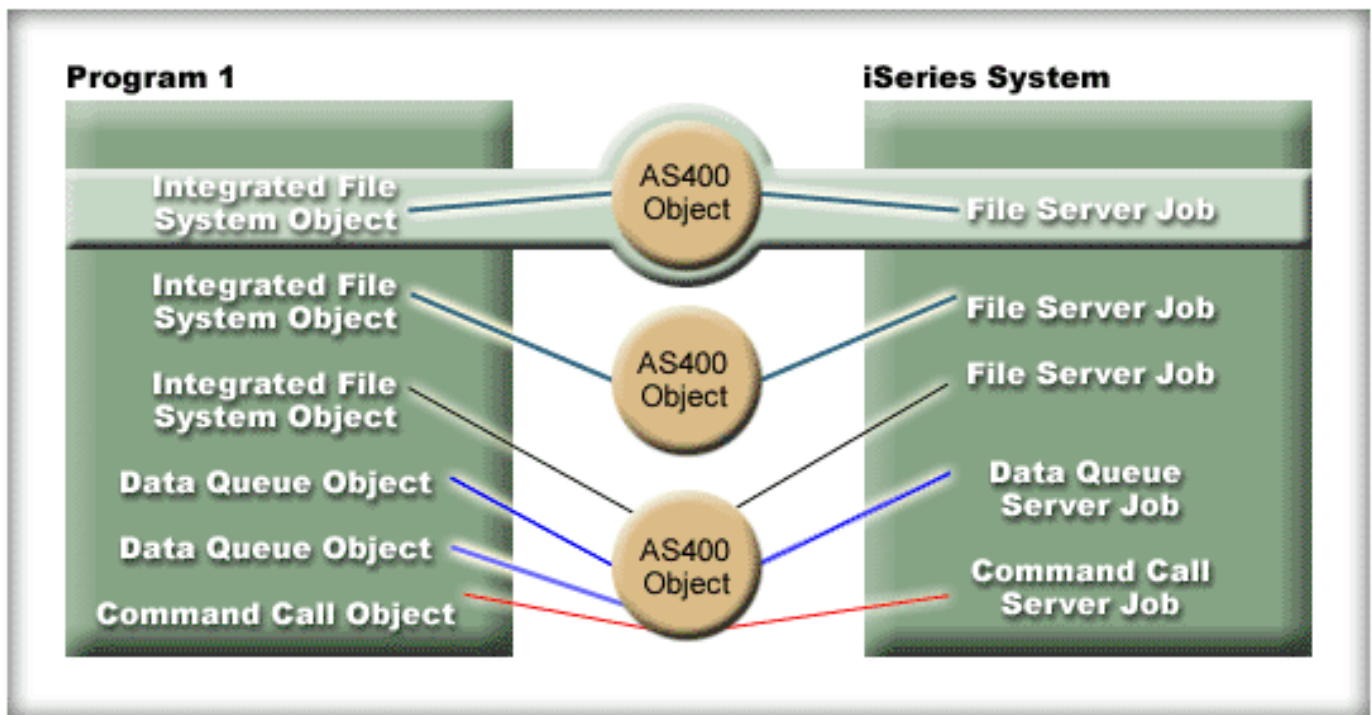 Program 1
iSeries System
Integrated File
System Object
AS400
Object
File Server Job
Integrated File
System Object
AS400
Object
File Server Job
Integrated File
System Object
File Server Job
Data Queue Object
Data Queue
Server Job
Data Queue Object
AS400
Object
Command Call Object
Command Call
Server Job